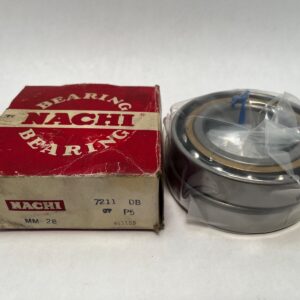 BEARING
NACHI
BEARING
NACHI
7211 DB
P5
MM 28